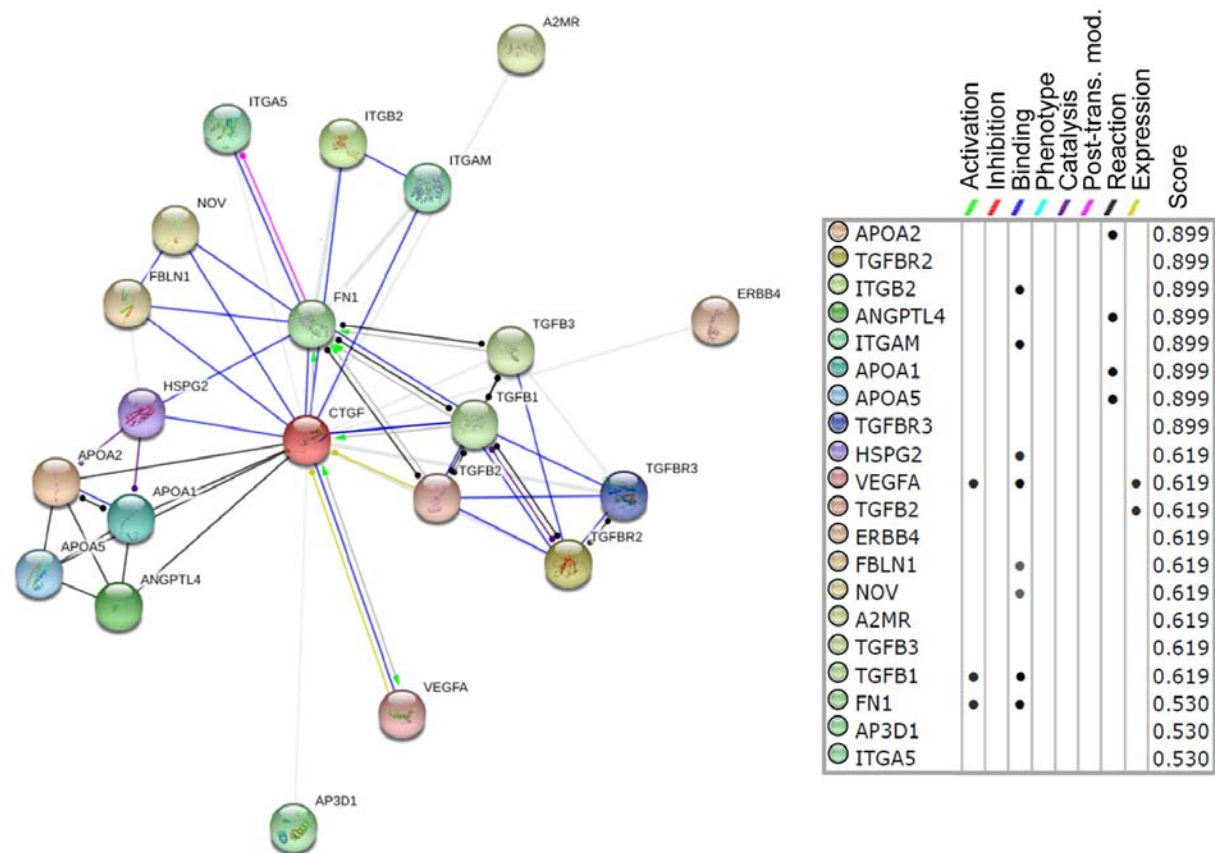 A2MR
ITGA5
ITGB2
ITGAM
NOV
FBLN1
FN1
ERBB4
TGFB3
HSPG2
CTGF
TGFB1
APOA2
TGFB2
TGFBR3
APOA1
TGFBR2
APOA5
ANGPTL4
VEGFA
AP3D1
Activation
Inhibition
Binding
Phenotype
Catalysis
Post-trans. mod.
Reaction
Expression
Score
APOA2 0.899
TGFBR2 0.899
ITGB2 0.899
ANGPTL4 0.899
ITGAM 0.899
APOA1 0.899
APOA5 0.899
TGFBR3 0.899
HSPG2 0.619
VEGFA 0.619
TGFB2 0.619
ERBB4 0.619
FBLN1 0.619
NOV 0.619
A2MR 0.619
TGFB3 0.619
TGFB1 0.619
FN1 0.530
AP3D1 0.530
ITGA5 0.530